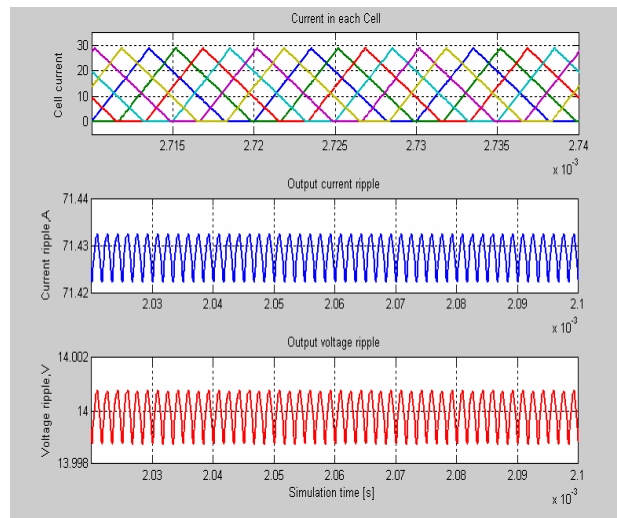 Current in each Cell
Cell current
30
20
10
0
2.715 2.72 2.725 2.73 2.735 2.74
x 10-3
Output current ripple
Current ripple,A
71.44
71.43
71.42
2.03 2.04 2.05 2.06 2.07 2.08 2.09 2.1
x 10-3
Output voltage ripple
Voltage ripple,V
14.002
14
13.998
2.03 2.04 2.05 2.06 2.07 2.08 2.09 2.1
Simulation time [s]
x 10-3